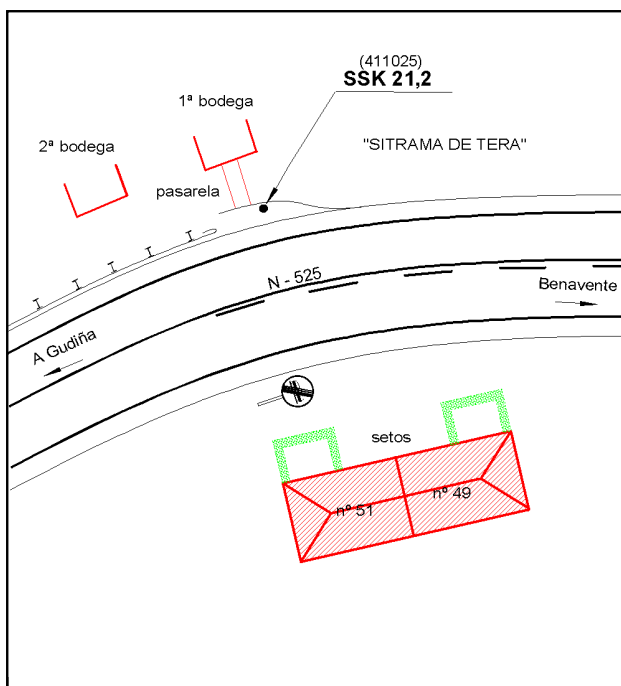 (411025)
SSK 21,2
1ª bodega
2ª bodega
"SITRAMA DE TERA"
pasarela
N - 525
Benavente
A Gudiña
setos
nº 51
nº 49